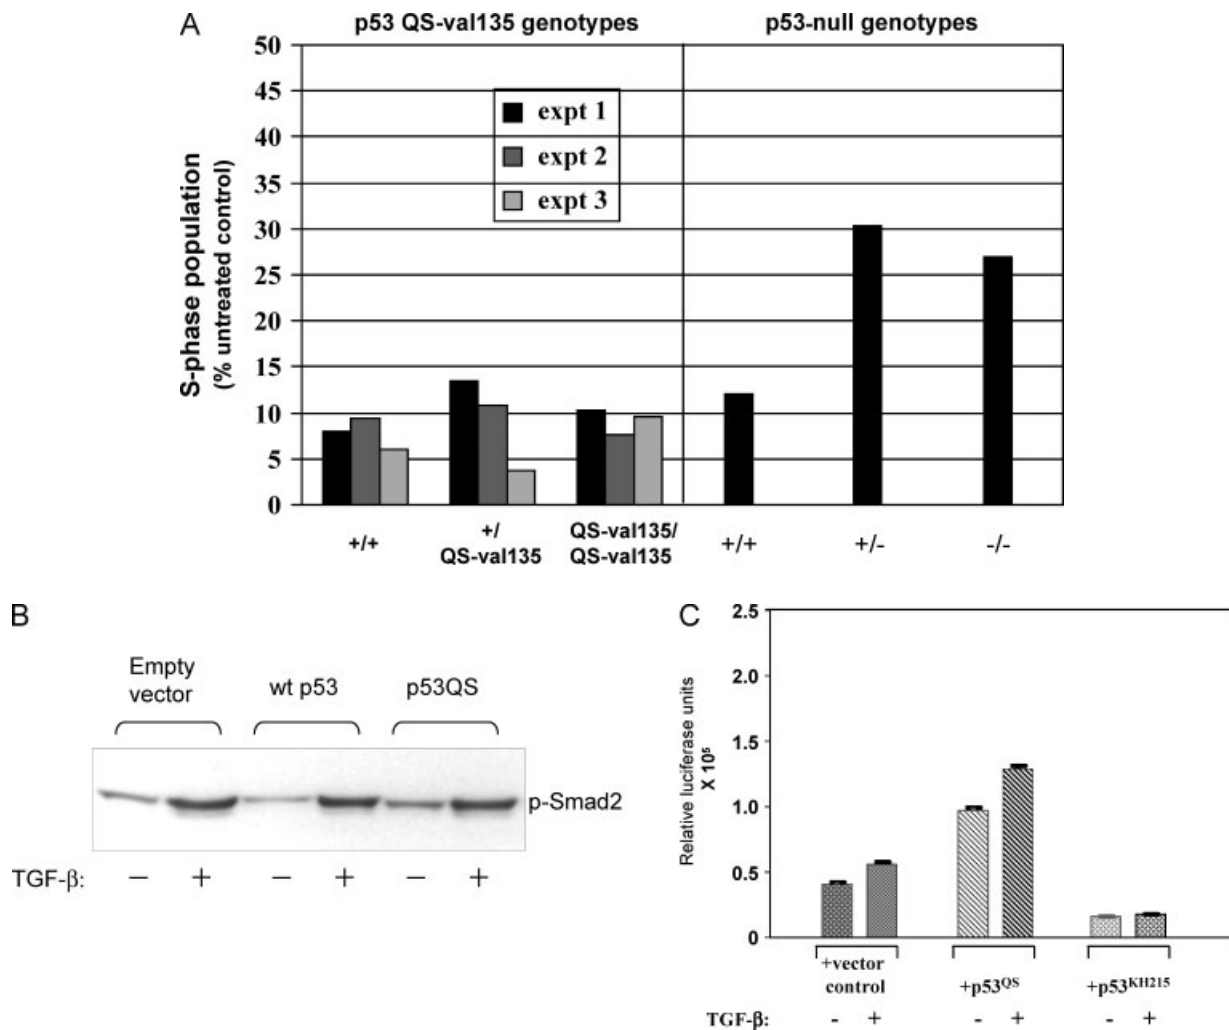 A
p53 QS-val135 genotypes
p53-null genotypes
50
45
40
35
30
25
20
15
10
5
0
S-phase population
(% untreated control)
expt 1
expt 2
expt 3
+/+
+/
QS-val135
QS-val135/
QS-val135
+/+
+/-
-/-
B
Empty
vector
wt p53
p53QS
p-Smad2
TGF-β: − + − + − +
C
Relative luciferase units
X 10⁵
2.5
2.0
1.5
1.0
0.5
0
+vector
control
+p53QS
+p53KH215
TGF-β: - + - + - +